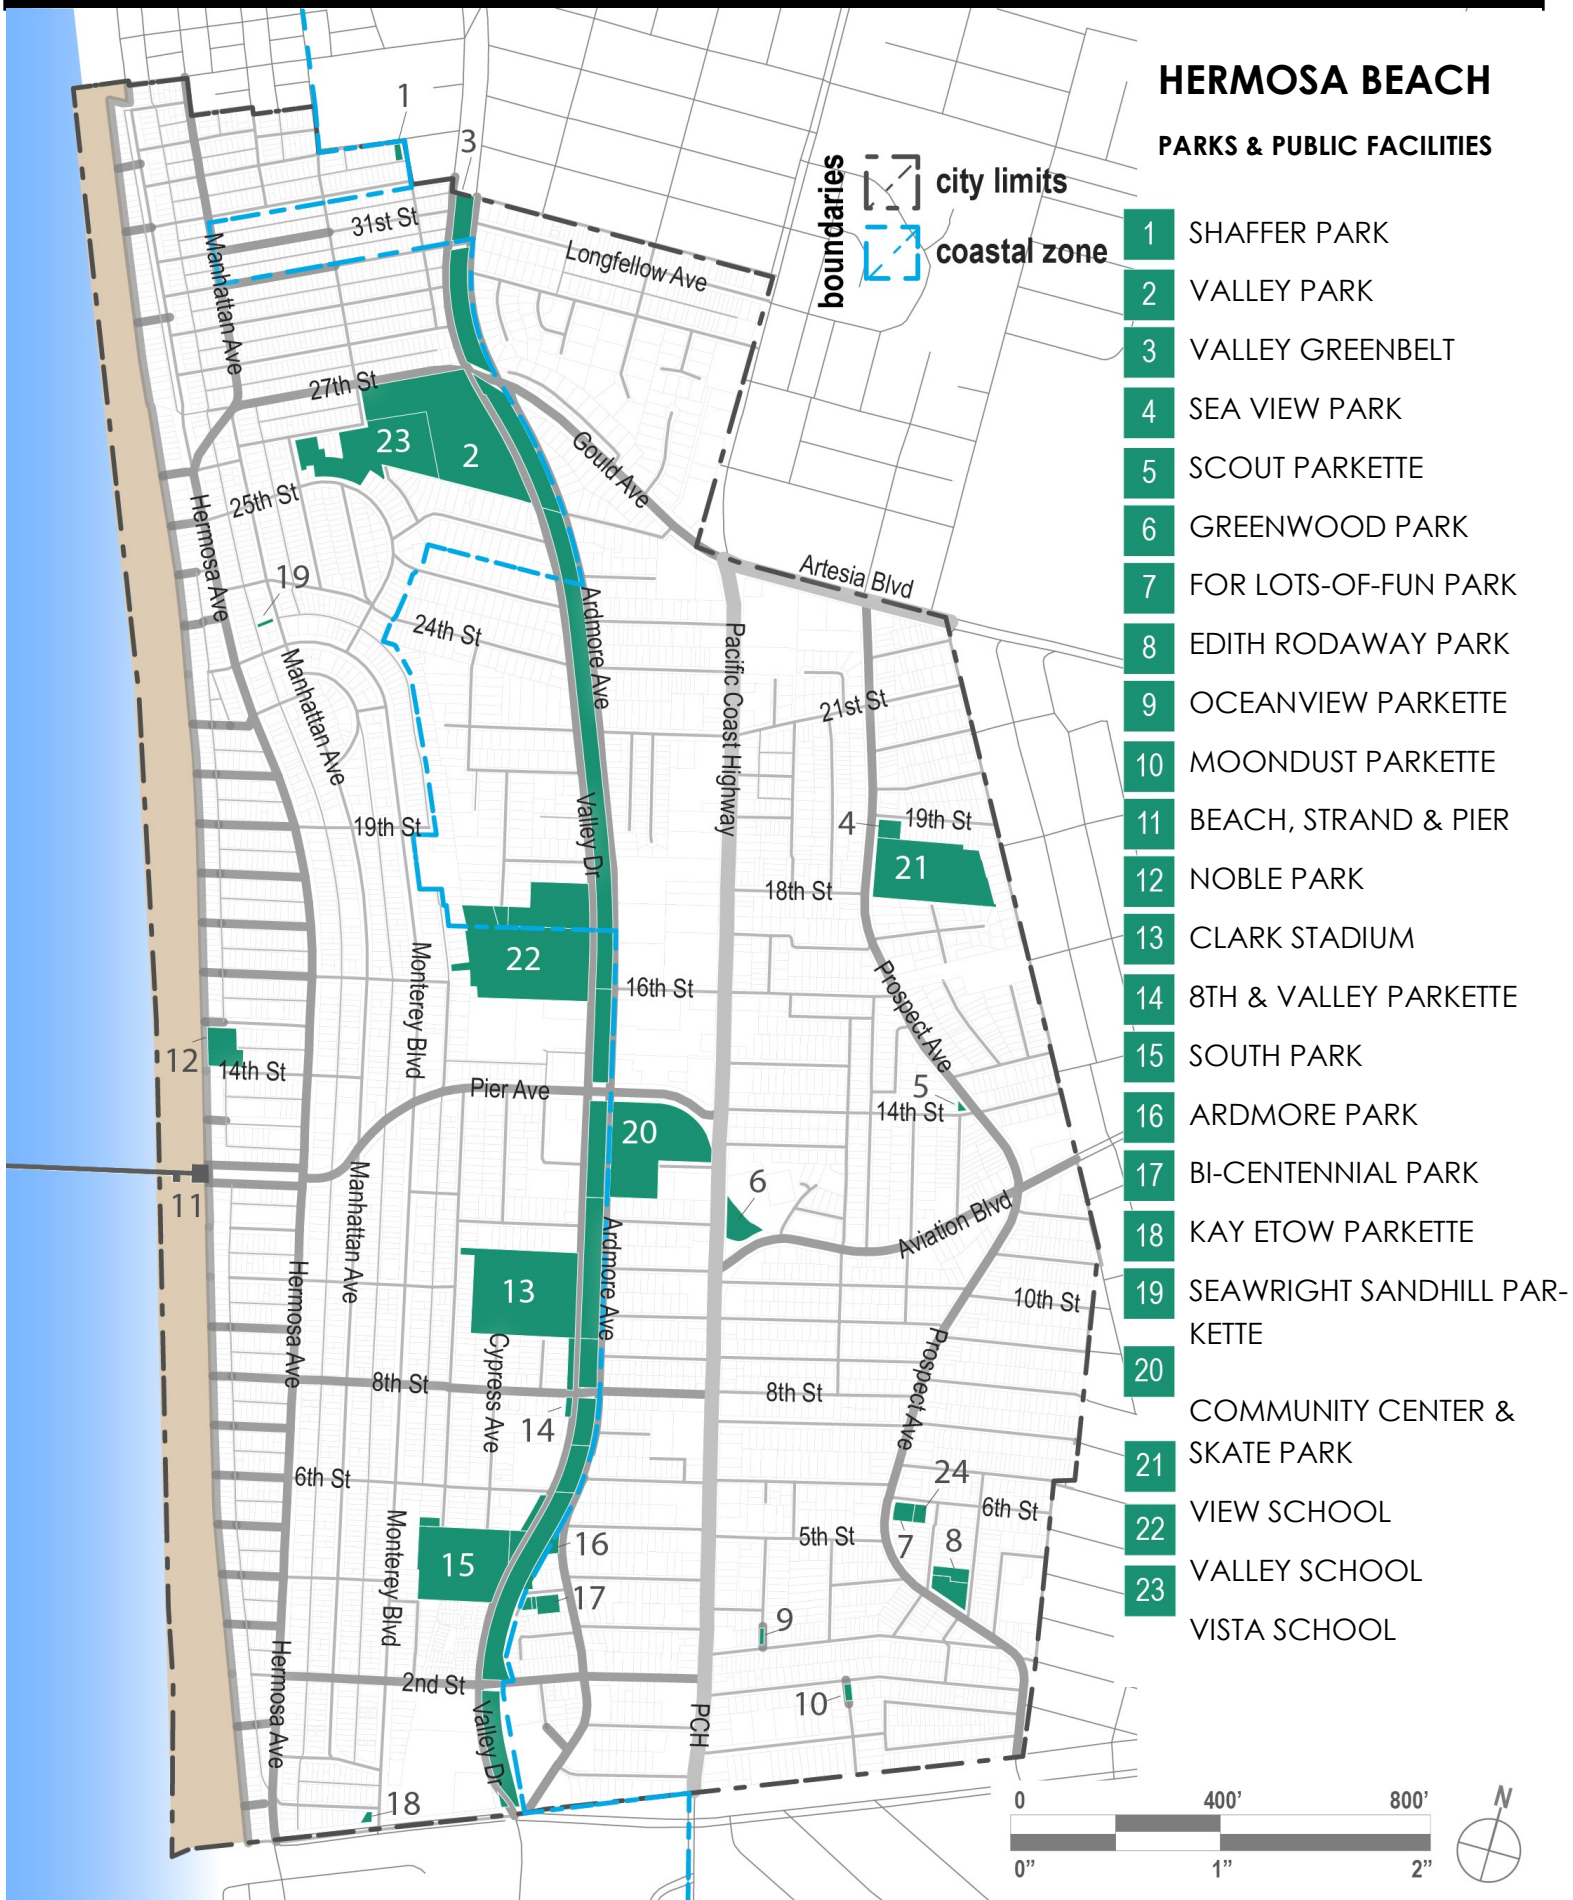 HERMOSA BEACH
PARKS & PUBLIC FACILITIES
boundaries
city limits
coastal zone
1 SHAFFER PARK
2 VALLEY PARK
3 VALLEY GREENBELT
4 SEA VIEW PARK
5 SCOUT PARKETTE
6 GREENWOOD PARK
7 FOR LOTS-OF-FUN PARK
8 EDITH RODAWAY PARK
9 OCEANVIEW PARKETTE
10 MOONDUST PARKETTE
11 BEACH, STRAND & PIER
12 NOBLE PARK
13 CLARK STADIUM
14 8TH & VALLEY PARKETTE
15 SOUTH PARK
16 ARDMORE PARK
17 BI-CENTENNIAL PARK
18 KAY ETOW PARKETTE
19 SEAWRIGHT SANDHILL PAR-
KETTE
20
COMMUNITY CENTER &
21 SKATE PARK
VIEW SCHOOL
22
VALLEY SCHOOL
23
VISTA SCHOOL
1
3
31st St
Longfellow Ave
Manhattan Ave
27th St
23
2
Gould Ave
25th St
Hermosa Ave
Artesia Blvd
19
24th St
Ardmore Ave
Pacific Coast Highway
Manhattan Ave
21st St
19th St
Valley Dr
4
19th St
21
18th St
22
Monterey Blvd
16th St
Prospect Ave
12
14th St
Pier Ave
5
14th St
20
11
Manhattan Ave
6
Aviation Blvd
Hermosa Ave
13
Ardmore Ave
10th St
Cypress Ave
Prospect Ave
8th St
8th St
14
6th St
24
6th St
Monterey Blvd
15
16
5th St
7
8
17
9
Hermosa Ave
2nd St
10
Valley Dr
PCH
18
0 400' 800'
0" 1" 2"
N